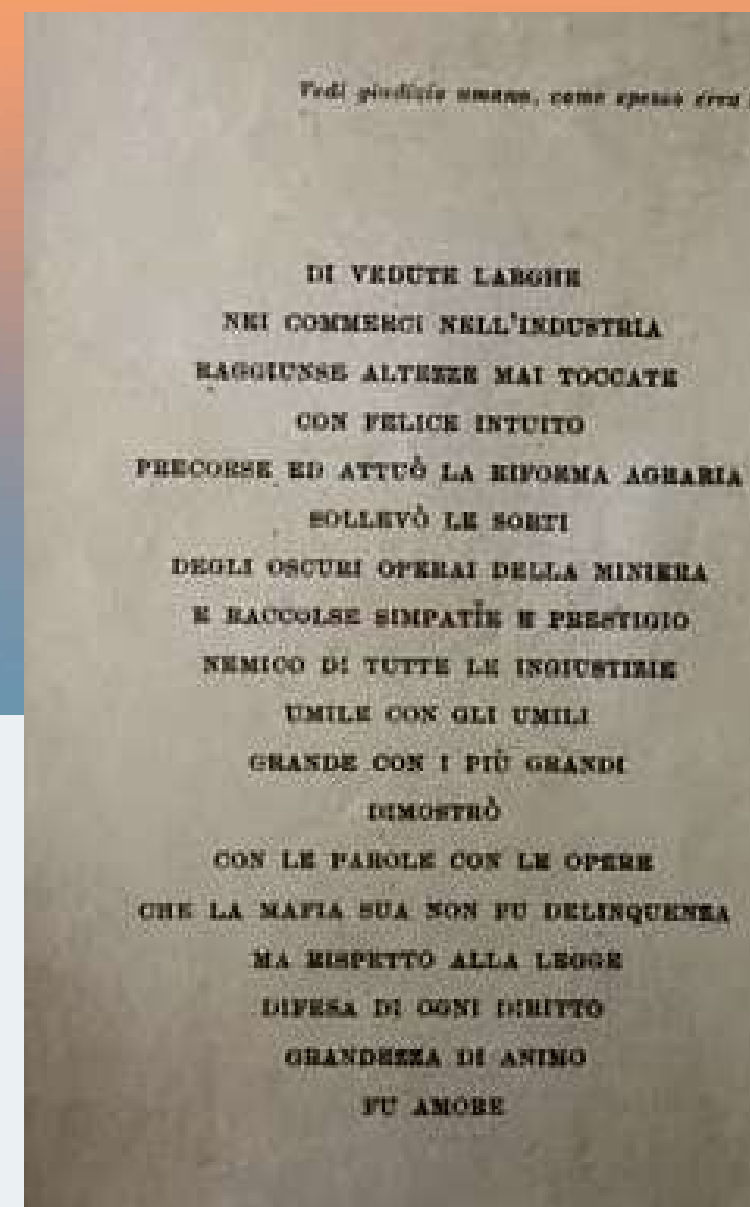 Vedi giudizio umano, come spesso erra
DI VEDUTE LARGHE
NEI COMMERCI NELL'INDUSTRIA
RAGGIUNSE ALTEZZE MAI TOCCATE
CON FELICE INTUITO
PRECORSE ED ATTUÒ LA RIFORMA AGRARIA
SOLLEVÒ LE SORTI
DEGLI OSCURI OPERAI DELLA MINIERA
E RACCOLSE SIMPATIE E PRESTIGIO
NEMICO DI TUTTE LE INGIUSTIZIE
UMILE CON GLI UMILI
GRANDE CON I PIÙ GRANDI
DIMOSTRÒ
CON LE PAROLE CON LE OPERE
CHE LA MAFIA SUA NON FU DELINQUENZA
MA RISPETTO ALLA LEGGE
DIFESA DI OGNI DIRITTO
GRANDEZZA DI ANIMO
FU AMORE